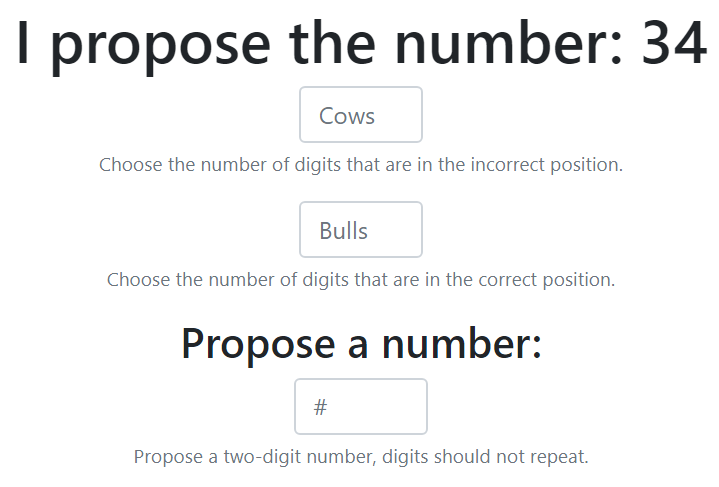 I propose the number: 34
Cows
Choose the number of digits that are in the incorrect position.
Bulls
Choose the number of digits that are in the correct position.
Propose a number:
#
Propose a two-digit number, digits should not repeat.